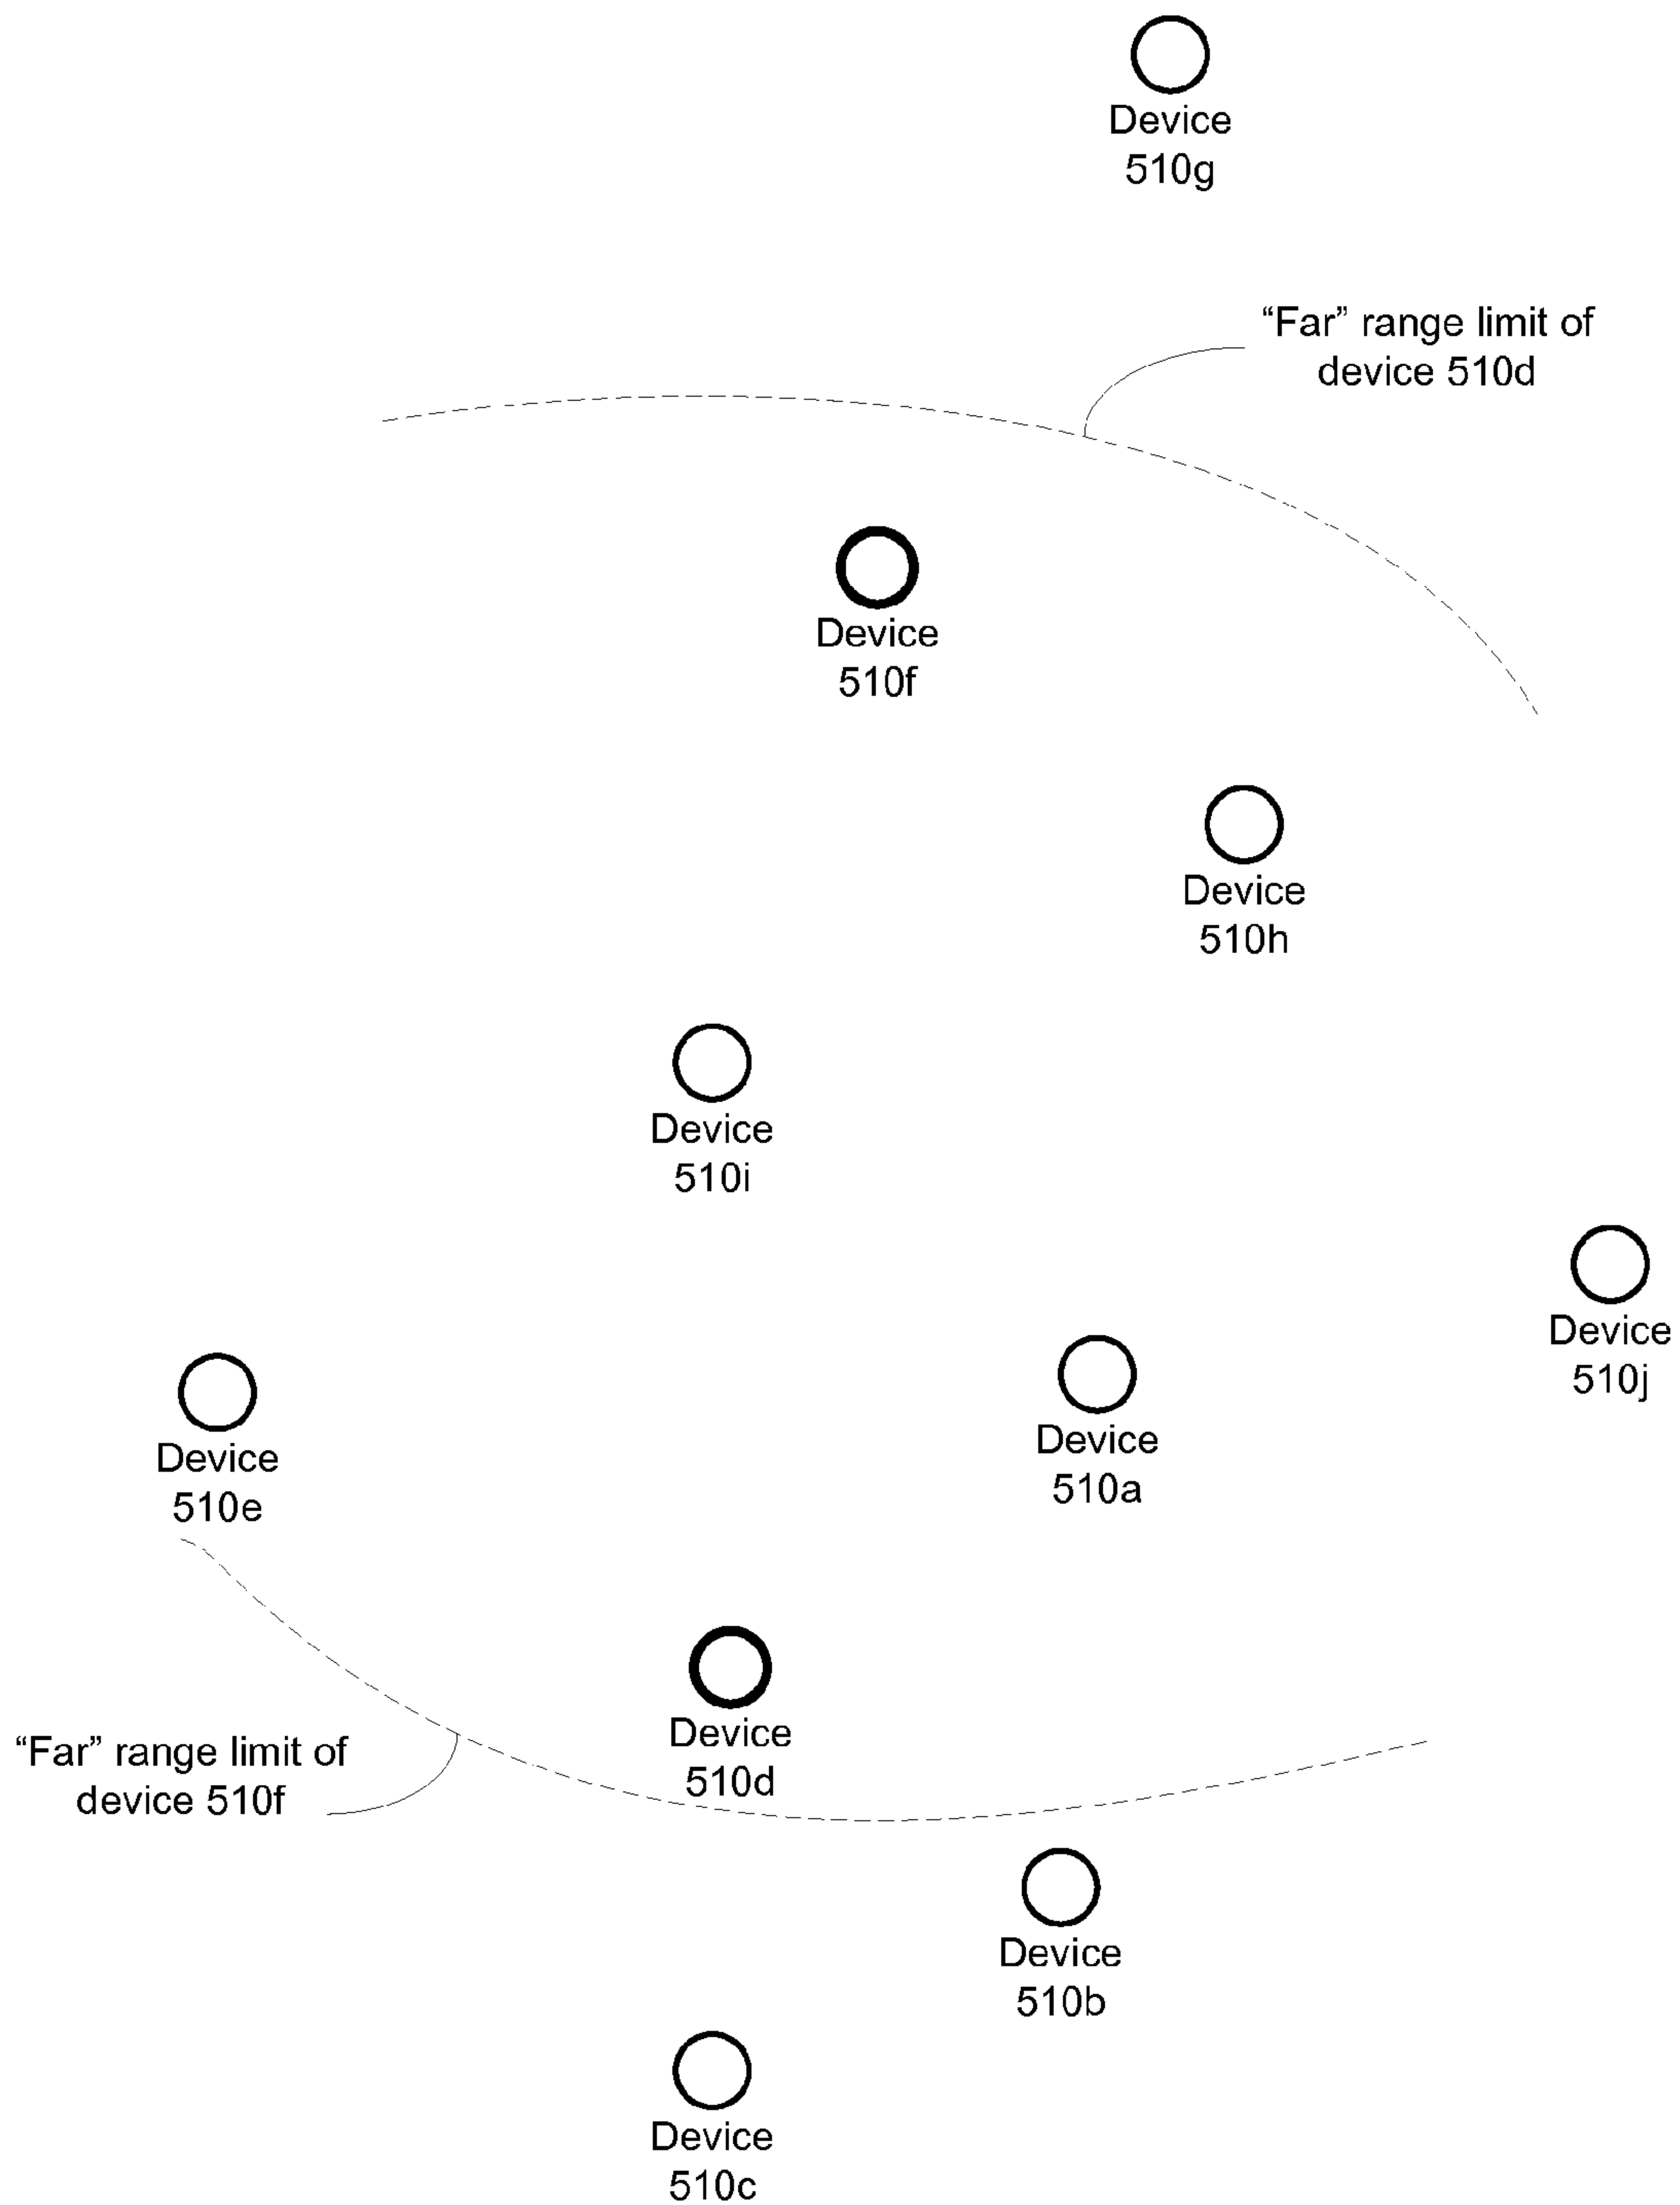 Device
510g
“Far” range limit of
device 510d
Device
510f
Device
510h
Device
510i
Device
510j
Device
510a
Device
510e
Device
510d
“Far” range limit of
device 510f
Device
510b
Device
510c